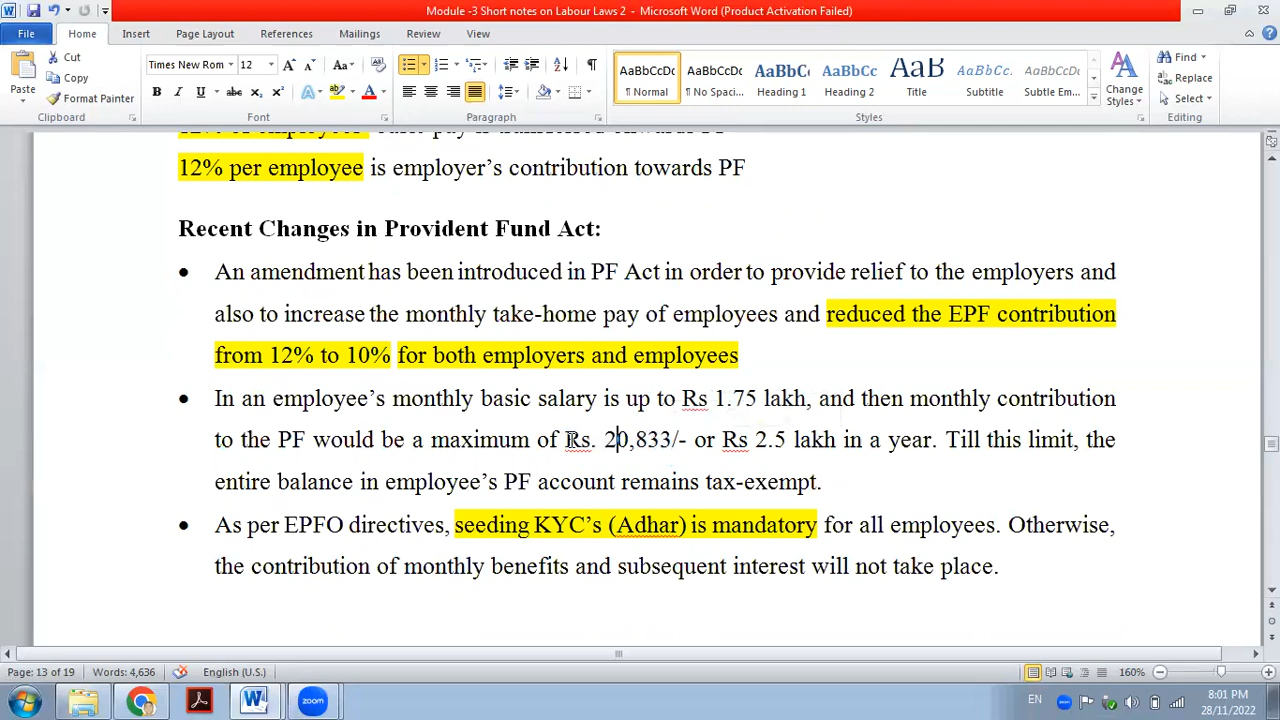 Module -3 Short notes on Labour Laws 2 - Microsoft Word (Product Activation Failed)
File Home Insert Page Layout References Mailings Review View
Cut
Copy
Format Painter
Paste
Times New Rom 12
Clipboard Font Paragraph Styles Editing
AaBbCcDc AaBbCcDc AaBbCc AaBbCc AaB AaBbCcL AaBbCcDc
¶ Normal ¶ No Spaci... Heading 1 Heading 2 Title Subtitle Subtle Em...
Change Styles
Find
Replace
Select
12% per employee is employer’s contribution towards PF
Recent Changes in Provident Fund Act:
• An amendment has been introduced in PF Act in order to provide relief to the employers and
also to increase the monthly take-home pay of employees and reduced the EPF contribution
from 12% to 10% for both employers and employees
• In an employee’s monthly basic salary is up to Rs 1.75 lakh, and then monthly contribution
to the PF would be a maximum of Rs. 20,833/- or Rs 2.5 lakh in a year. Till this limit, the
entire balance in employee’s PF account remains tax-exempt.
• As per EPFO directives, seeding KYC’s (Adhar) is mandatory for all employees. Otherwise,
the contribution of monthly benefits and subsequent interest will not take place.
Page: 13 of 19 Words: 4,636 English (U.S.) 160%
zoom
EN
8:01 PM
28/11/2022